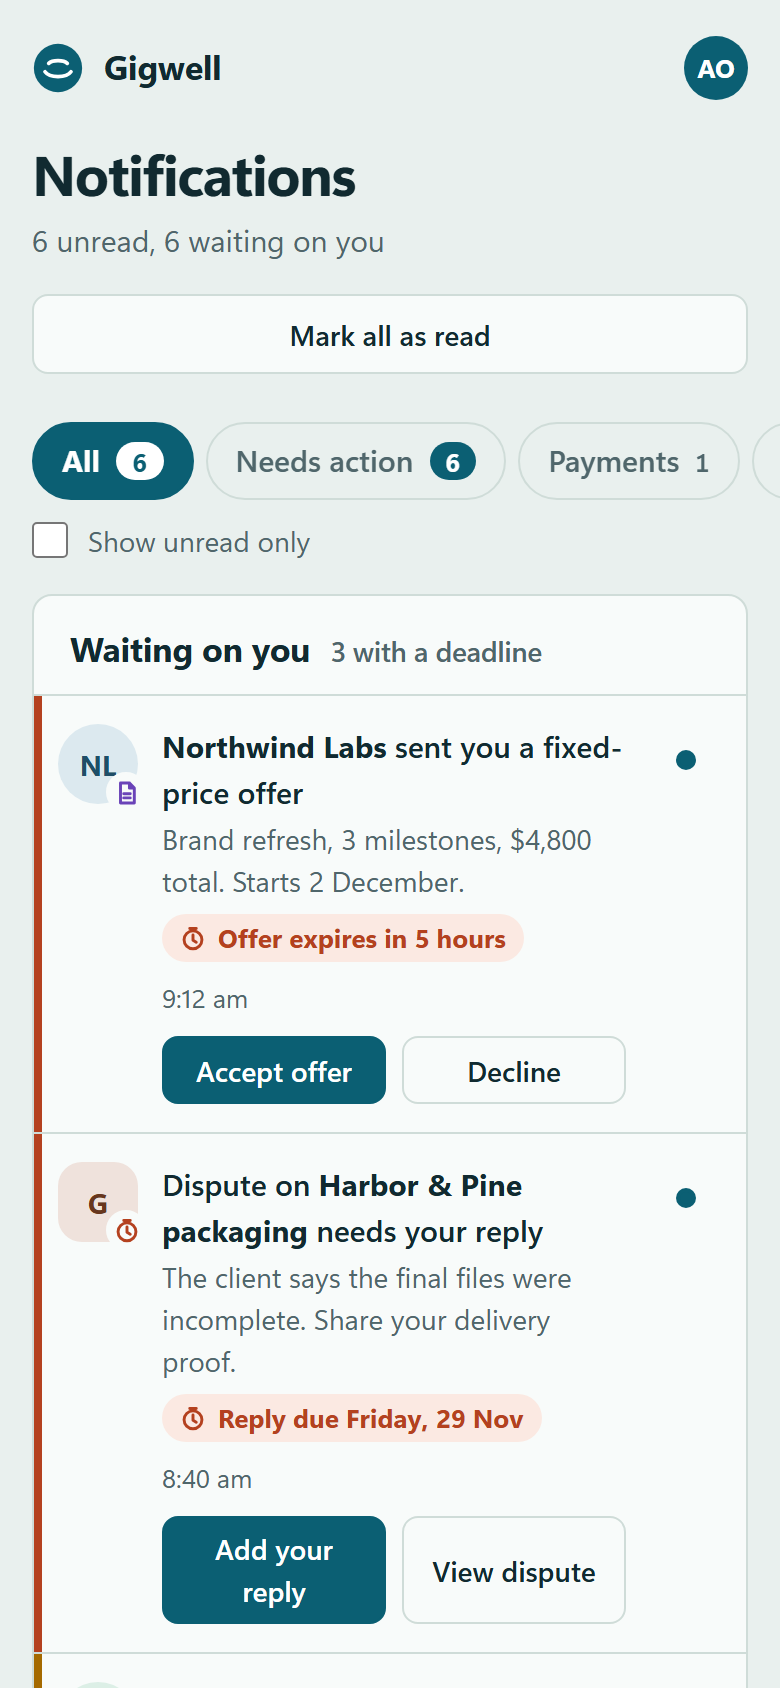 Gigwell
AO
Notifications
6 unread, 6 waiting on you
Mark all as read
All 6
Needs action 6
Payments 1
Show unread only
Waiting on you 3 with a deadline
NL
Northwind Labs sent you a fixed-
price offer
Brand refresh, 3 milestones, $4,800
total. Starts 2 December.
Offer expires in 5 hours
9:12 am
Accept offer
Decline
G
Dispute on Harbor & Pine
packaging needs your reply
The client says the final files were
incomplete. Share your delivery
proof.
Reply due Friday, 29 Nov
8:40 am
Add your
reply
View dispute